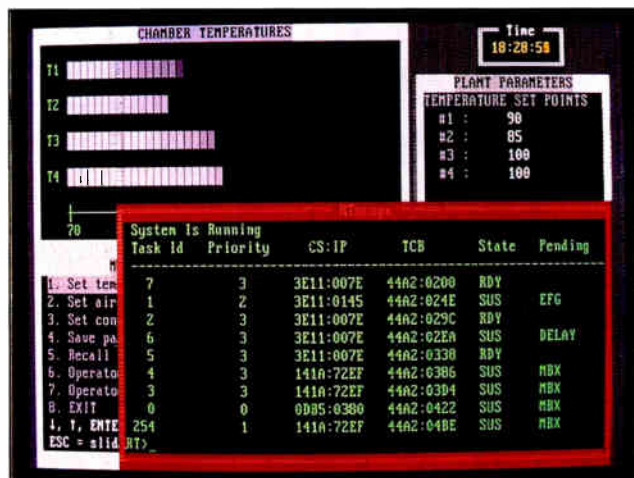 CHAMBER TEMPERATURES
T1
T2
T3
T4
70
Time
18:28:58
PLANT PARAMETERS
TEMPERATURE SET POINTS
#1 : 90
#2 : 85
#3 : 100
#4 : 100
1. Set tem
2. Set air
3. Set con
4. Save pa
5. Recall
6. Operato
7. Operato
8. EXIT
↓, ↑, ENTE
ESC = slid
System Is Running
Task Id Priority CS:IP TCB State Pending
7 3 3E11:007E 44A2:0200 RDY
1 2 3E11:0145 44A2:024E SUS EFG
2 3 3E11:007E 44A2:029C RDY
6 3 3E11:007E 44A2:02EA SUS DELAY
5 3 3E11:007E 44A2:0338 RDY
4 3 141A:72EF 44A2:0386 SUS MBX
3 3 141A:72EF 44A2:03D4 SUS MBX
0 0 0D85:0380 44A2:0422 SUS MBX
254 1 141A:72EF 44A2:04BE SUS MBX
RT>_